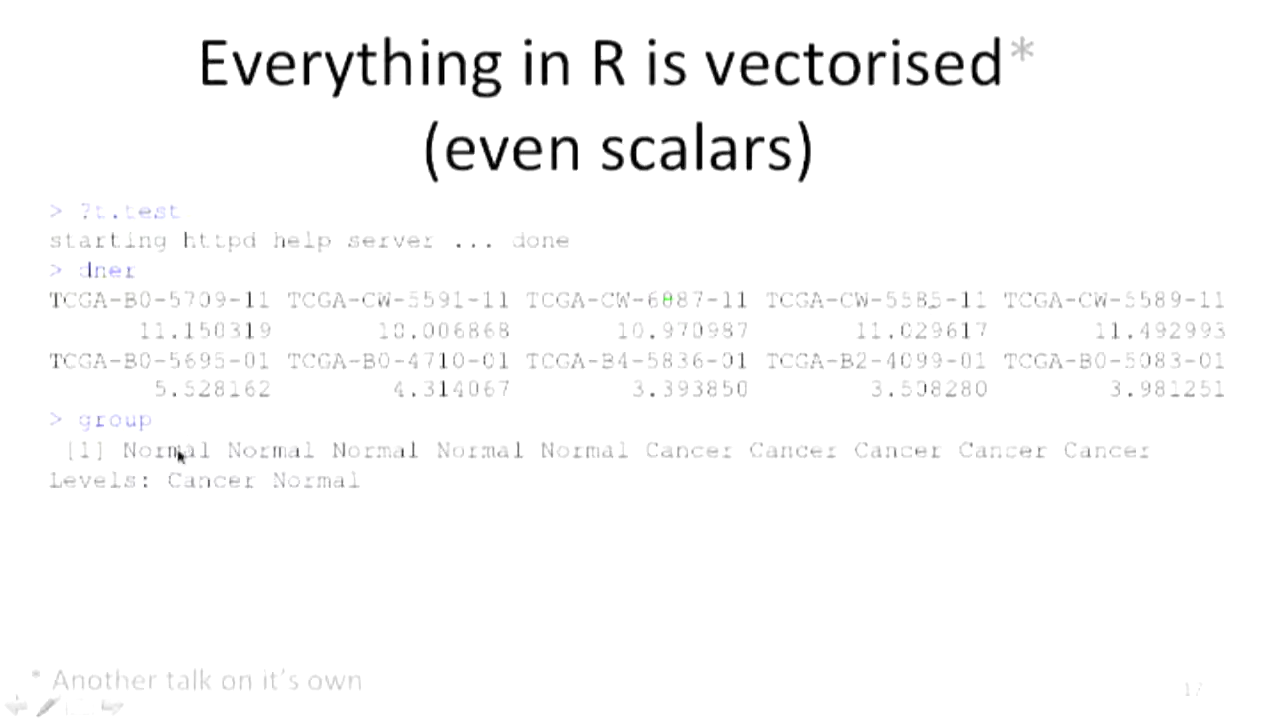 Everything in R is vectorised*
(even scalars)
> ?t.test
starting httpd help server ... done
> dner
TCGA-B0-5709-11 TCGA-CW-5591-11 TCGA-CW-6087-11 TCGA-CW-5585-11 TCGA-CW-5589-11
11.150319 10.006868 10.970987 11.029617 11.492993
TCGA-B0-5695-01 TCGA-B0-4710-01 TCGA-B4-5836-01 TCGA-B2-4099-01 TCGA-B0-5083-01
5.528162 4.314067 3.393850 3.508280 3.981251
> group
[1] Normal Normal Normal Normal Normal Cancer Cancer Cancer Cancer Cancer
Levels: Cancer Normal
* Another talk on it's own
17